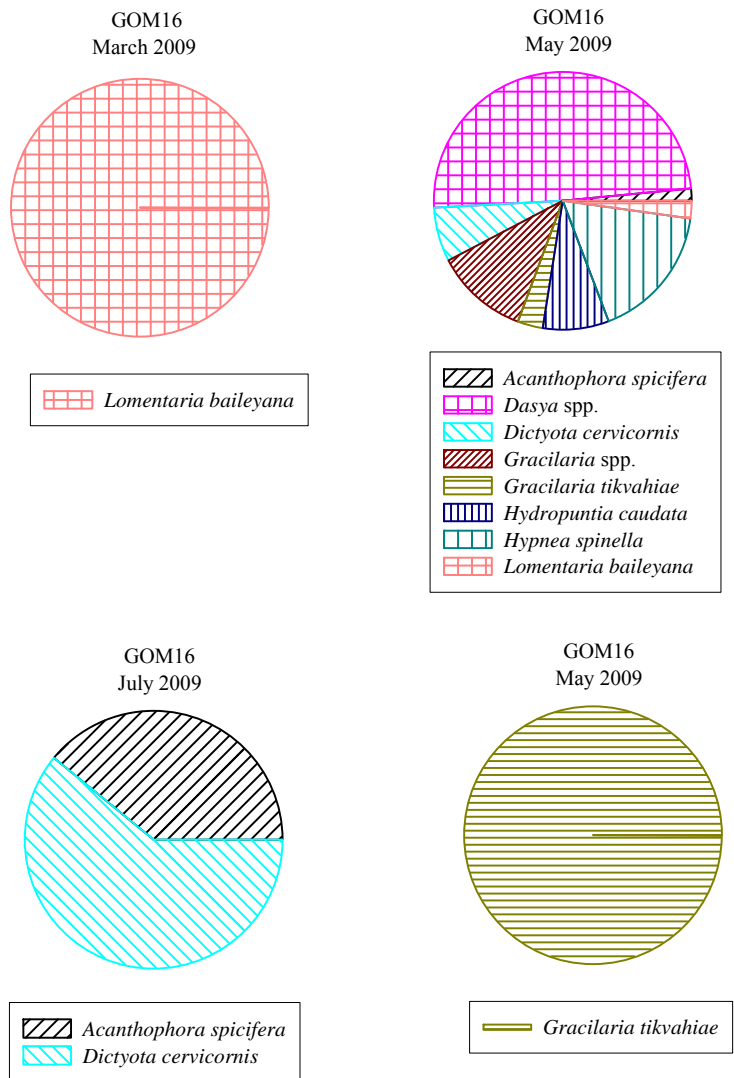 GOM16
March 2009
Lomentaria baileyana
GOM16
May 2009
Acanthophora spicifera
Dasya spp.
Dictyota cervicornis
Gracilaria spp.
Gracilaria tikvahiae
Hydropuntia caudata
Hypnea spinella
Lomentaria baileyana
GOM16
July 2009
Acanthophora spicifera
Dictyota cervicornis
GOM16
May 2009
Gracilaria tikvahiae